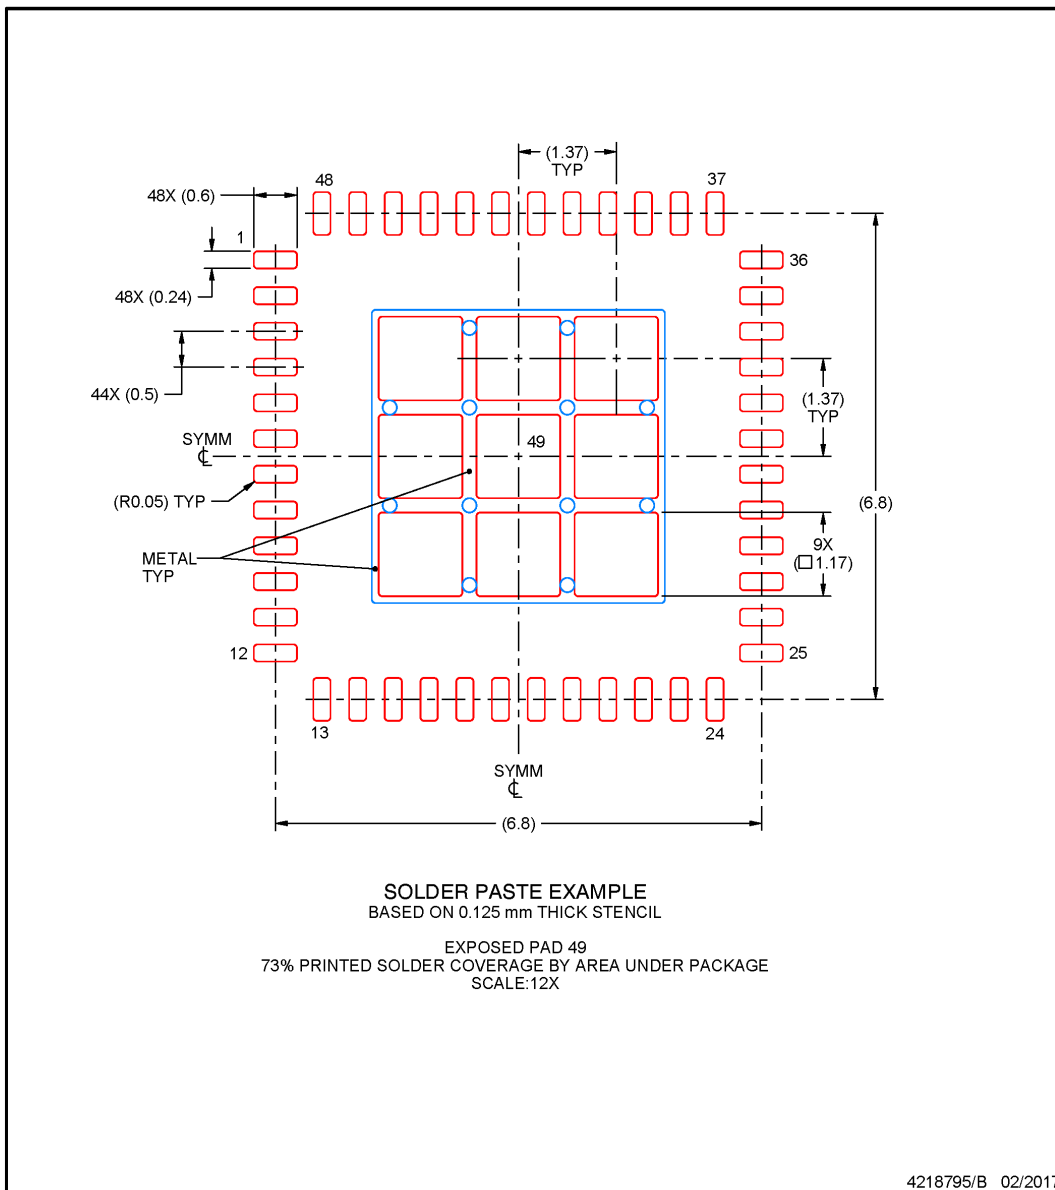 (1.37)
TYP
48X (0.6)
48
37
1
36
48X (0.24)
44X (0.5)
(1.37)
TYP
SYMM
℄
49
(R0.05) TYP
(6.8)
METAL
TYP
9X
(□1.17)
12
25
13
24
SYMM
℄
(6.8)
SOLDER PASTE EXAMPLE
BASED ON 0.125 mm THICK STENCIL
EXPOSED PAD 49
73% PRINTED SOLDER COVERAGE BY AREA UNDER PACKAGE
SCALE:12X
4218795/B 02/2017